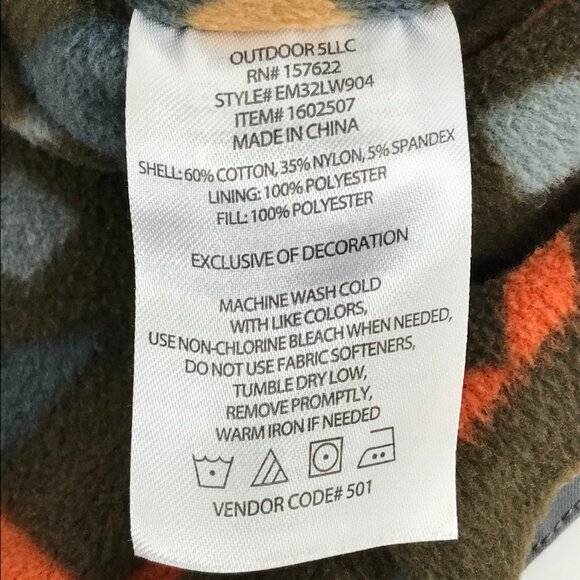 OUTDOOR 5LLC
RN# 157622
STYLE# EM32LW904
ITEM# 1602507
MADE IN CHINA
SHELL: 60% COTTON, 35% NYLON, 5% SPANDEX
LINING: 100% POLYESTER
FILL: 100% POLYESTER
EXCLUSIVE OF DECORATION
MACHINE WASH COLD
WITH LIKE COLORS,
USE NON-CHLORINE BLEACH WHEN NEEDED,
DO NOT USE FABRIC SOFTENERS,
TUMBLE DRY LOW,
REMOVE PROMPTLY,
WARM IRON IF NEEDED
VENDOR CODE# 501